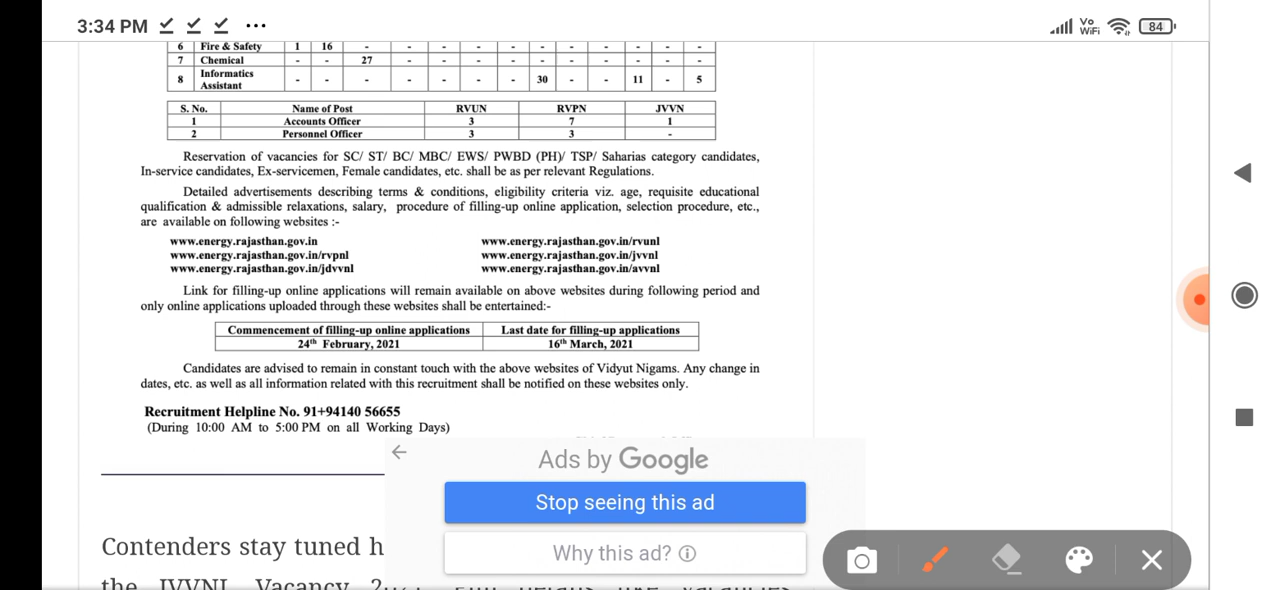 3:34 PM ... Vo WiFi 84
6 Fire & Safety 1 16 - - - - - - - - - -
7 Chemical - - 27 - - - - - - - - - -
8 Informatics Assistant - - - - - - - 30 - - 11 - 5
S. No. Name of Post RVUN RVPN JVVN
1 Accounts Officer 3 7 1
2 Personnel Officer 3 3 -
Reservation of vacancies for SC/ ST/ BC/ MBC/ EWS/ PWBD (PH)/ TSP/ Saharias category candidates,
In-service candidates, Ex-servicemen, Female candidates, etc. shall be as per relevant Regulations.
Detailed advertisements describing terms & conditions, eligibility criteria viz. age, requisite educational
qualification & admissible relaxations, salary, procedure of filling-up online application, selection procedure, etc.,
are available on following websites :-
www.energy.rajasthan.gov.in www.energy.rajasthan.gov.in/rvunl
www.energy.rajasthan.gov.in/rvpnl www.energy.rajasthan.gov.in/jvvnl
www.energy.rajasthan.gov.in/jdvvnl www.energy.rajasthan.gov.in/avvnl
Link for filling-up online applications will remain available on above websites during following period and
only online applications uploaded through these websites shall be entertained:-
Commencement of filling-up online applications Last date for filling-up applications
24th February, 2021 16th March, 2021
Candidates are advised to remain in constant touch with the above websites of Vidyut Nigams. Any change in
dates, etc. as well as all information related with this recruitment shall be notified on these websites only.
Recruitment Helpline No. 91+94140 56655
(During 10:00 AM to 5:00 PM on all Working Days)
Ads by Google
Stop seeing this ad
Why this ad?
Contenders stay tuned h
the JVVNL Vacancy